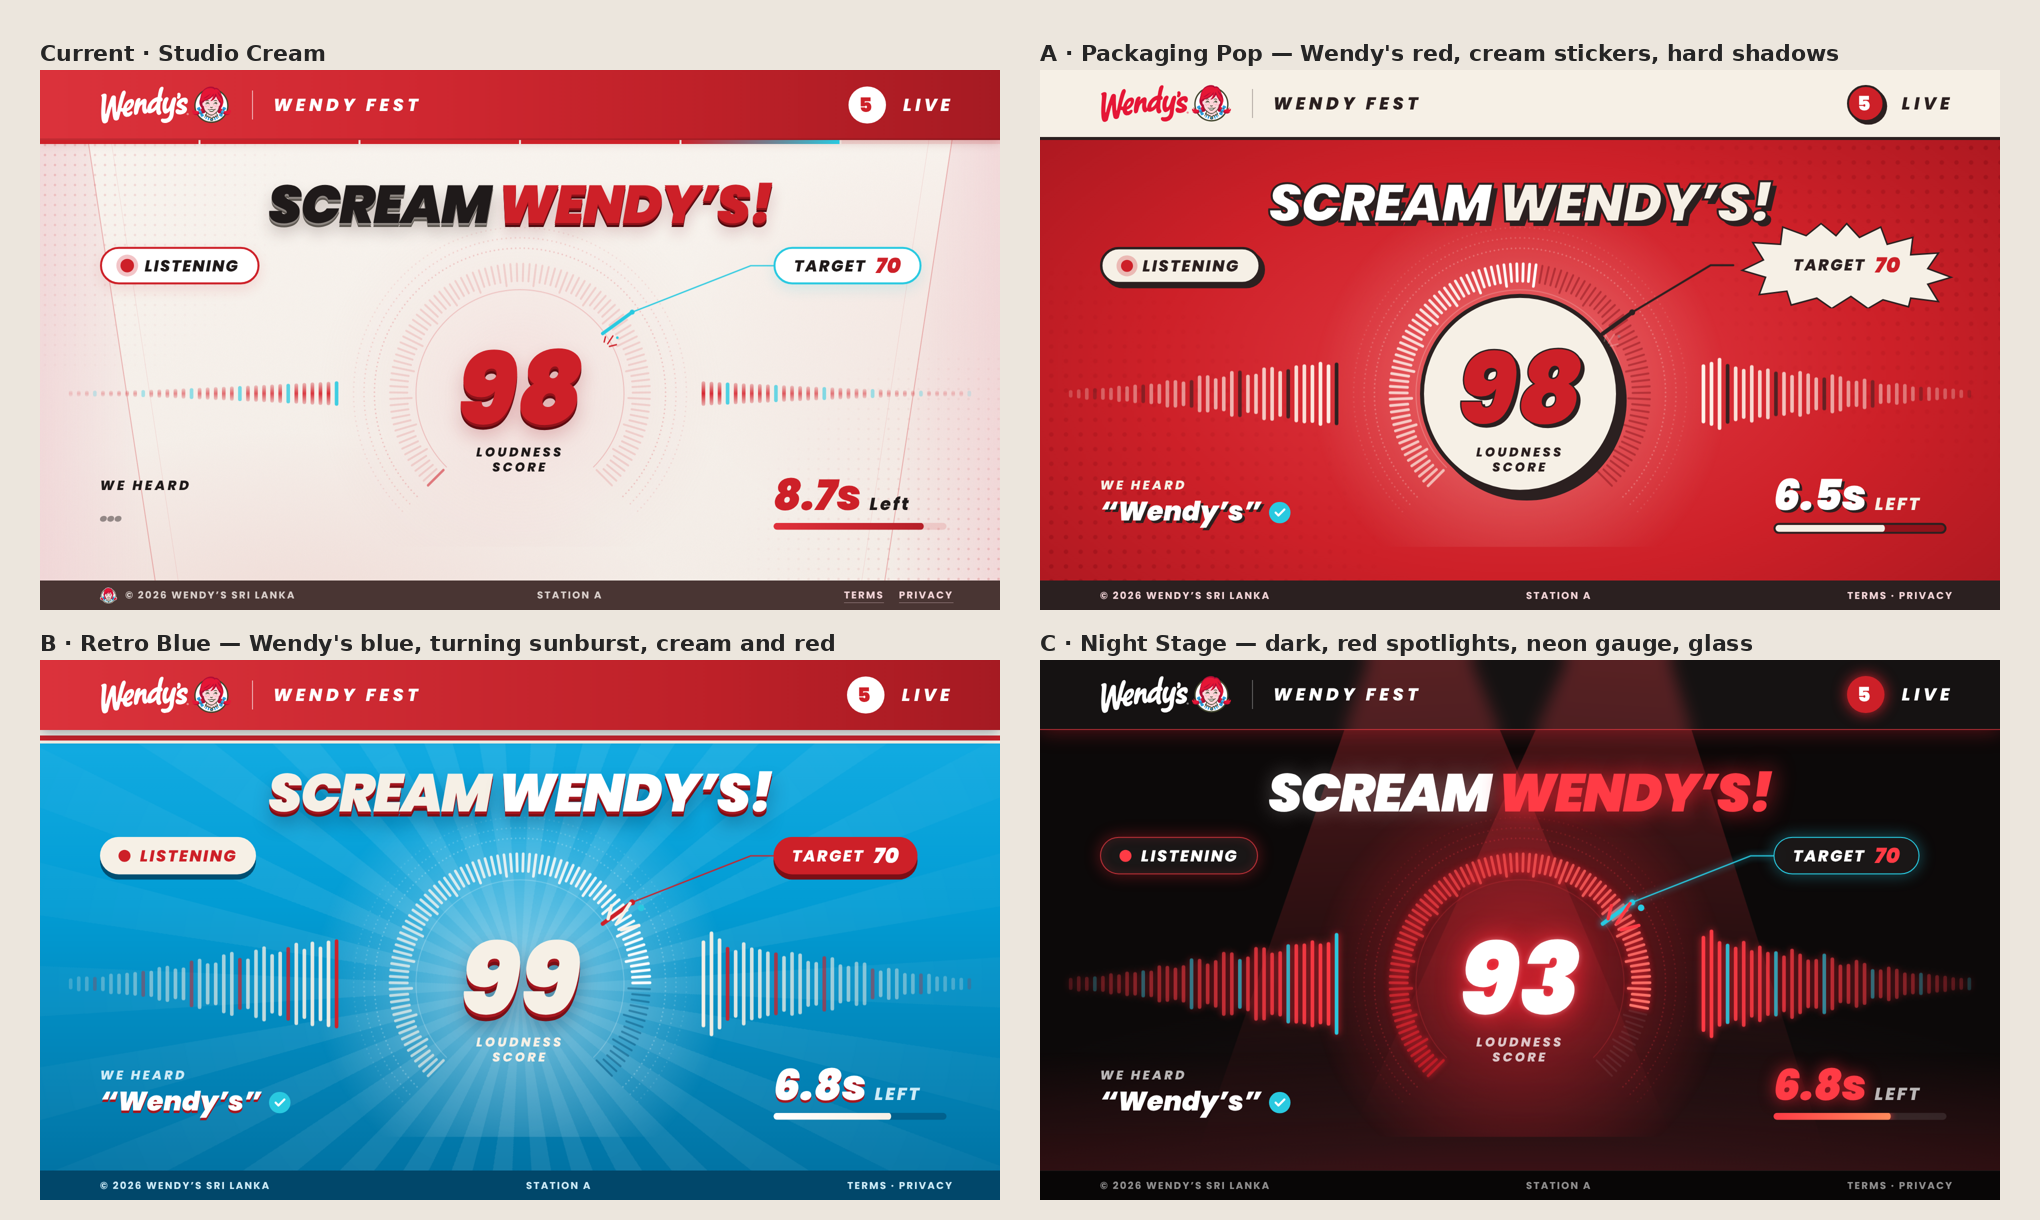 Current · Studio Cream
Wendy's
WENDY FEST
5 LIVE
SCREAM WENDY’S!
LISTENING
TARGET 70
98
LOUDNESS
SCORE
WE HEARD
•••
8.7s Left
© 2026 WENDY’S SRI LANKA
STATION A
TERMS PRIVACY
A · Packaging Pop — Wendy's red, cream stickers, hard shadows
Wendy's
WENDY FEST
5 LIVE
SCREAM WENDY’S!
LISTENING
TARGET 70
98
LOUDNESS
SCORE
WE HEARD
“Wendy’s”
6.5s LEFT
© 2026 WENDY’S SRI LANKA
STATION A
TERMS · PRIVACY
B · Retro Blue — Wendy's blue, turning sunburst, cream and red
Wendy's
WENDY FEST
5 LIVE
SCREAM WENDY’S!
LISTENING
TARGET 70
99
LOUDNESS
SCORE
WE HEARD
“Wendy’s”
6.8s LEFT
© 2026 WENDY’S SRI LANKA
STATION A
TERMS · PRIVACY
C · Night Stage — dark, red spotlights, neon gauge, glass
Wendy's
WENDY FEST
5 LIVE
SCREAM WENDY’S!
LISTENING
TARGET 70
93
LOUDNESS
SCORE
WE HEARD
“Wendy’s”
6.8s LEFT
© 2026 WENDY’S SRI LANKA
STATION A
TERMS · PRIVACY